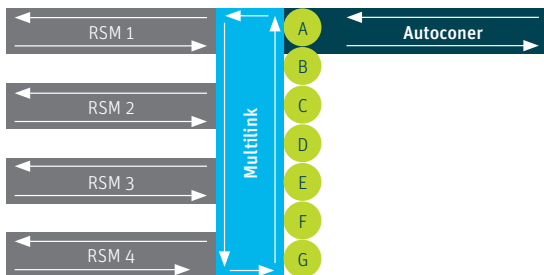 RSM 1
RSM 2
RSM 3
RSM 4
Multilink
A
B
C
D
E
F
G
Autoconer